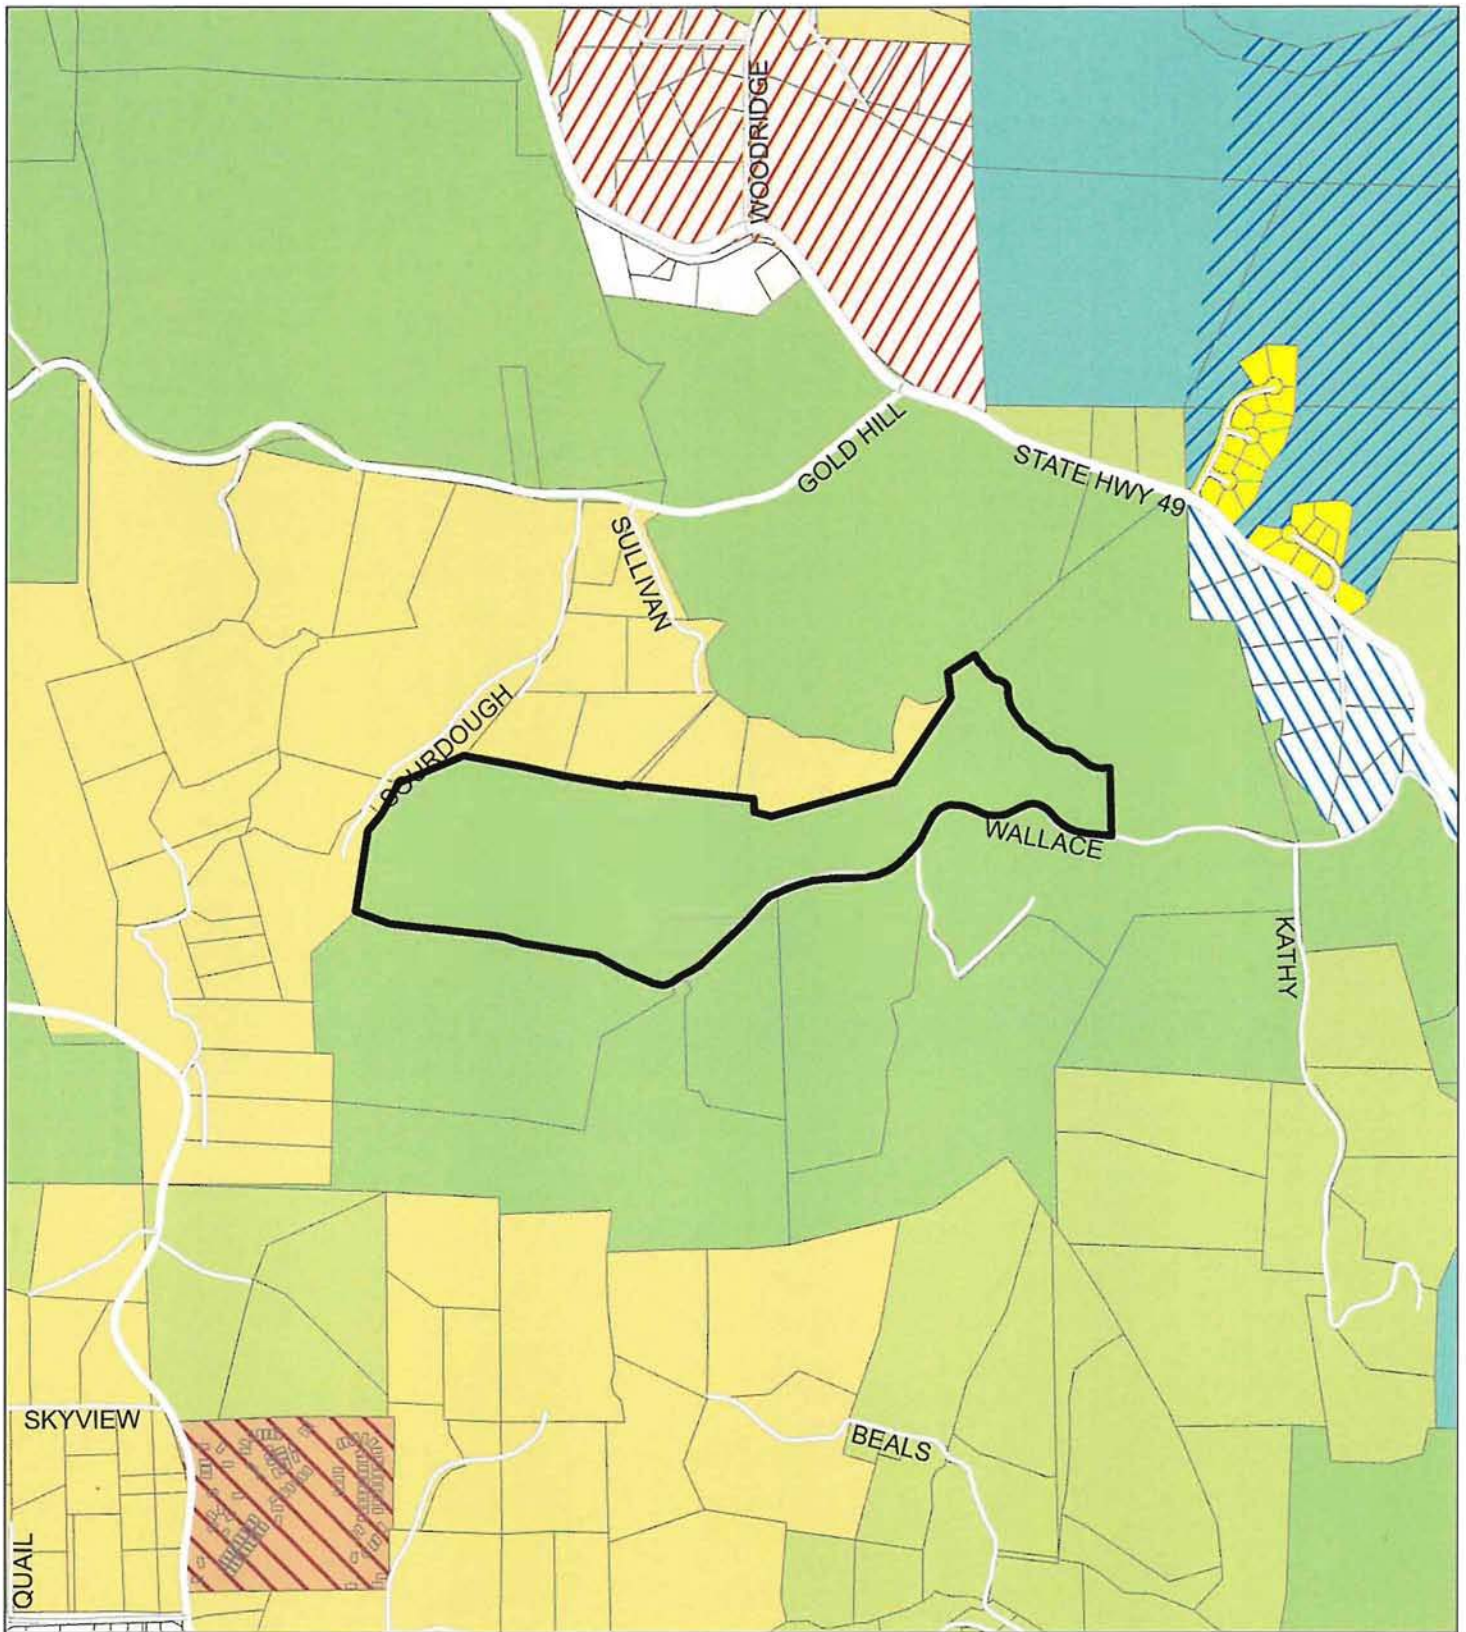 WOODRIDGE
GOLD HILL
STATE HWY 49
SULLIVAN
SOURDOUGH
WALLACE
KATHY
SKYVIEW
BEALS
QUAIL